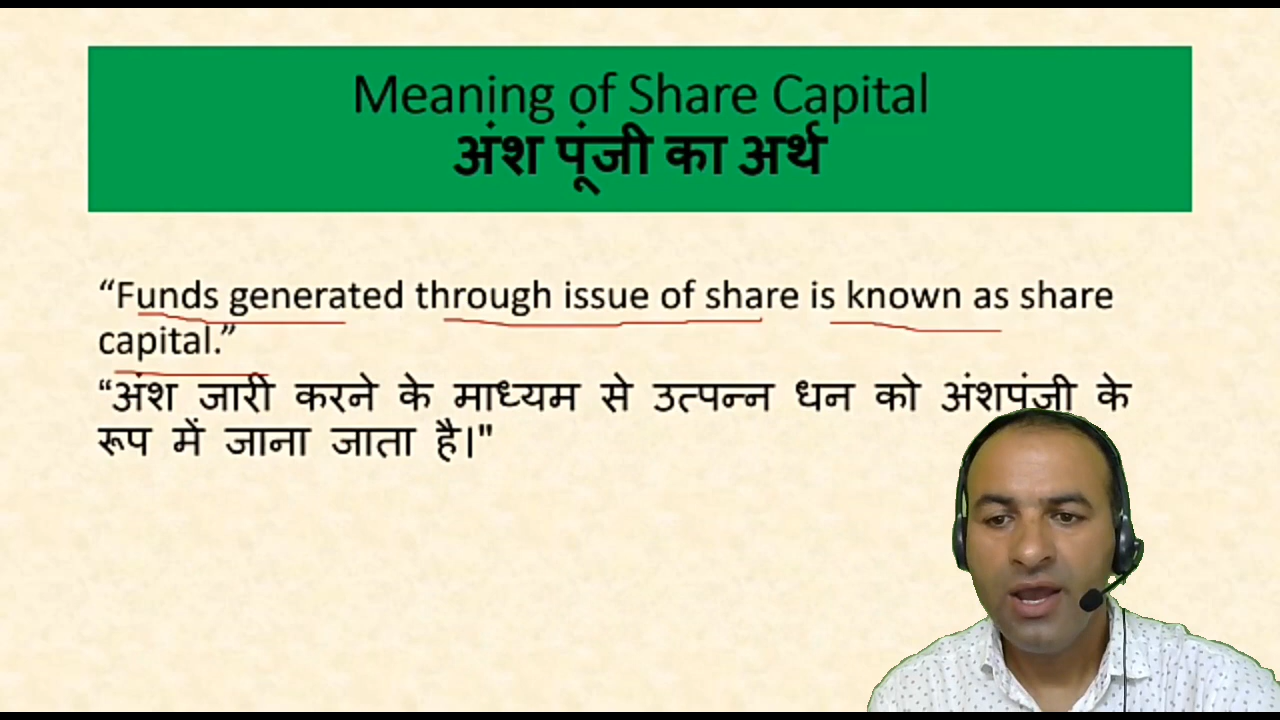 Meaning of Share Capital
अंश पूंजी का अर्थ
“Funds generated through issue of share is known as share
capital.”
“अंश जारी करने के माध्यम से उत्पन्न धन को अंशपूंजी के
रूप में जाना जाता है।"